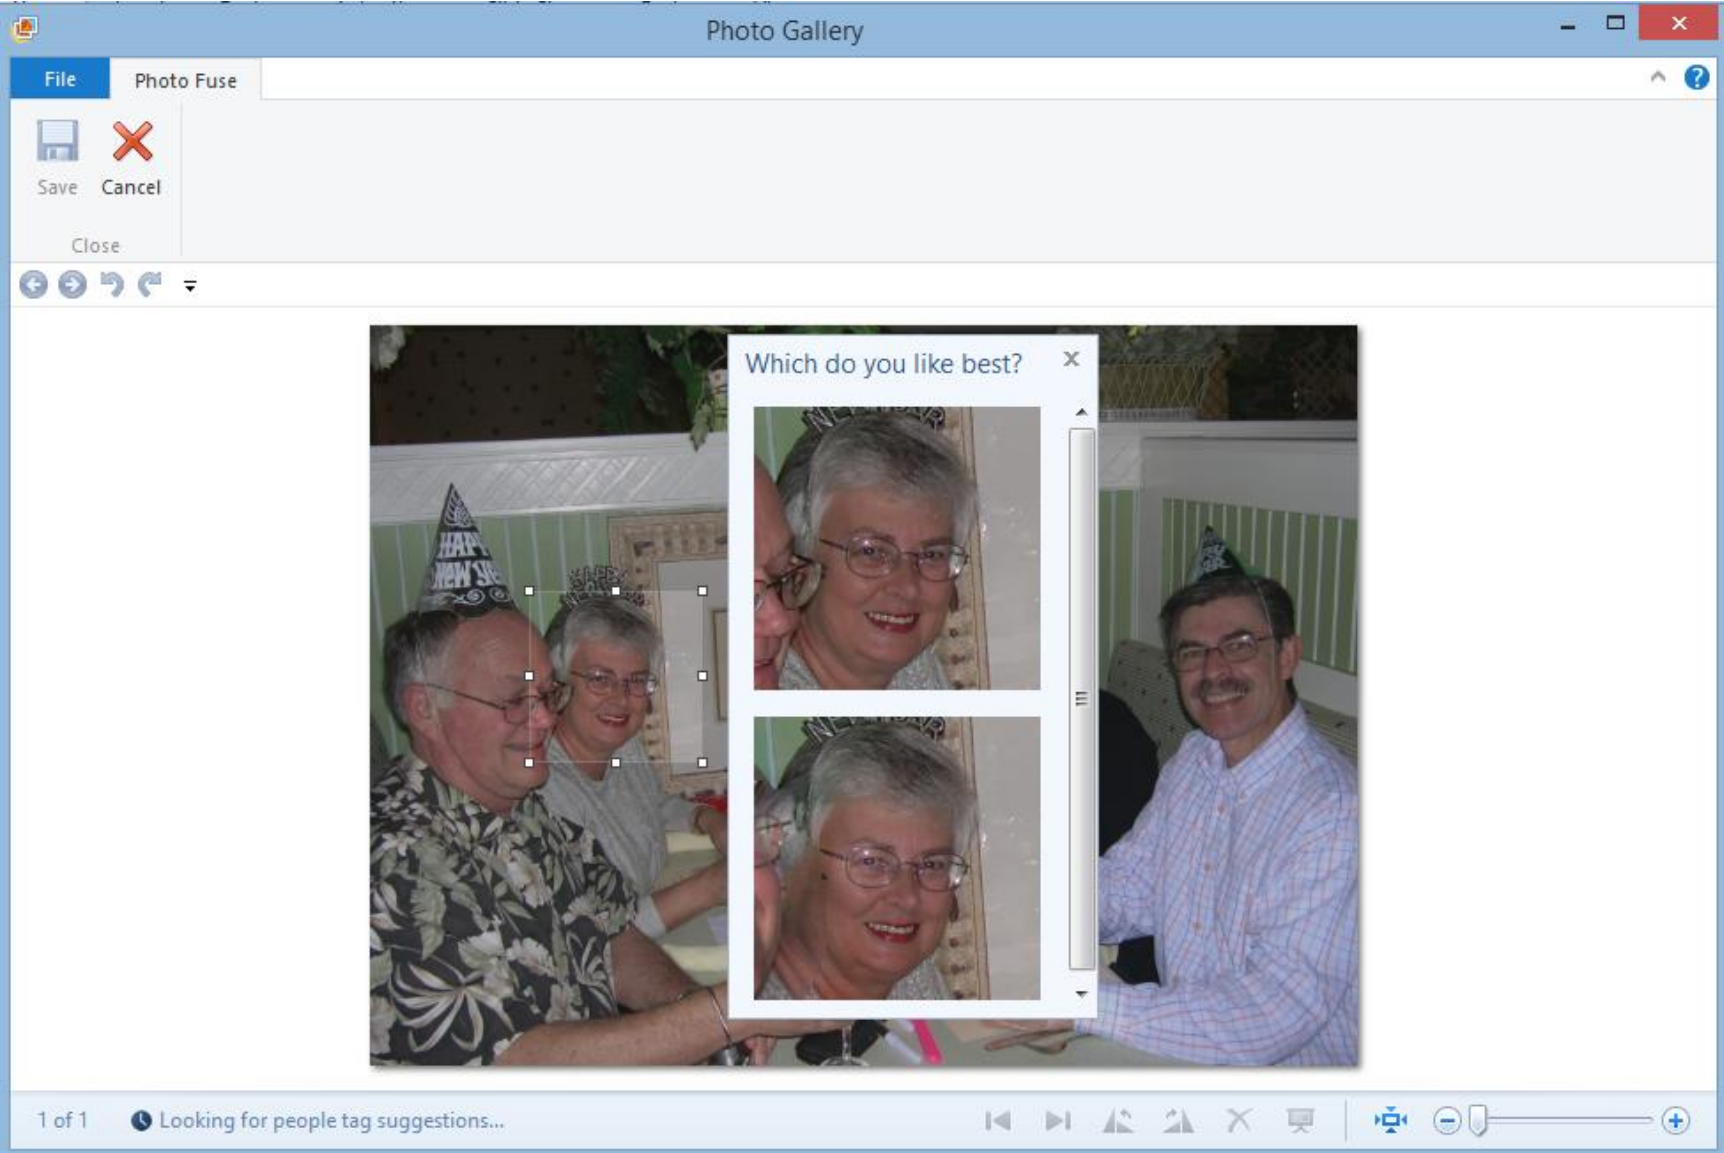 Photo Gallery
File
Photo Fuse
Save
Cancel
Close
Which do you like best?
HAPPY
NEW YE
1 of 1
Looking for people tag suggestions...